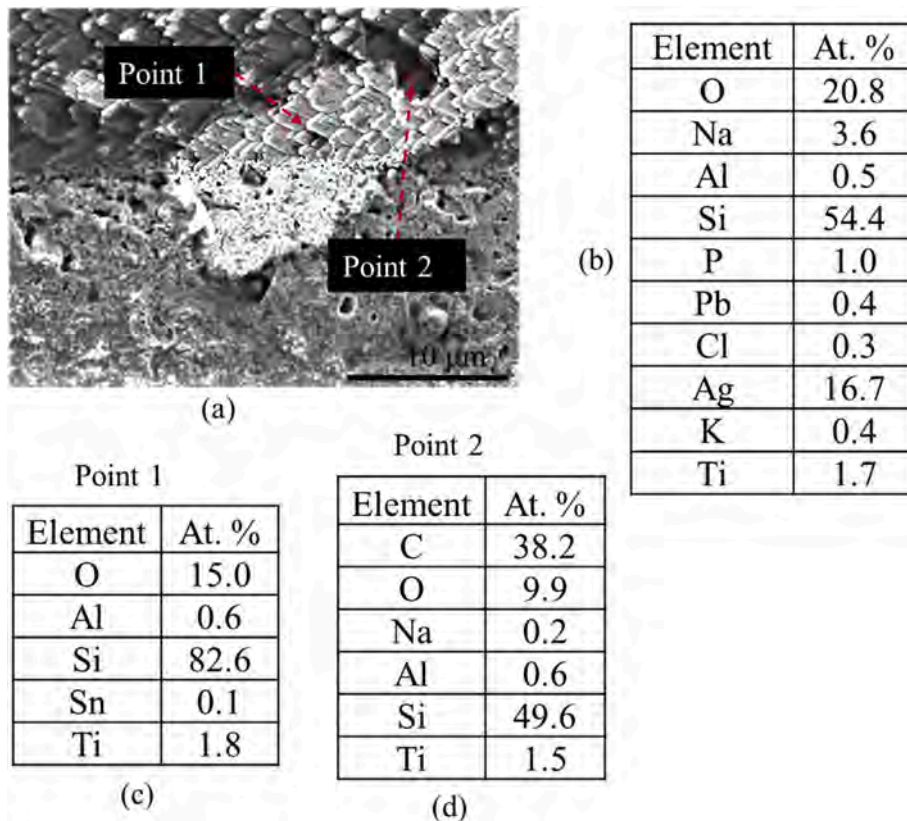 Point 1
Point 2
10 μm
(a)
Element At. %
O 20.8
Na 3.6
Al 0.5
Si 54.4
P 1.0
Pb 0.4
Cl 0.3
Ag 16.7
K 0.4
Ti 1.7
(b)
Point 1
Element At. %
O 15.0
Al 0.6
Si 82.6
Sn 0.1
Ti 1.8
(c)
Point 2
Element At. %
C 38.2
O 9.9
Na 0.2
Al 0.6
Si 49.6
Ti 1.5
(d)